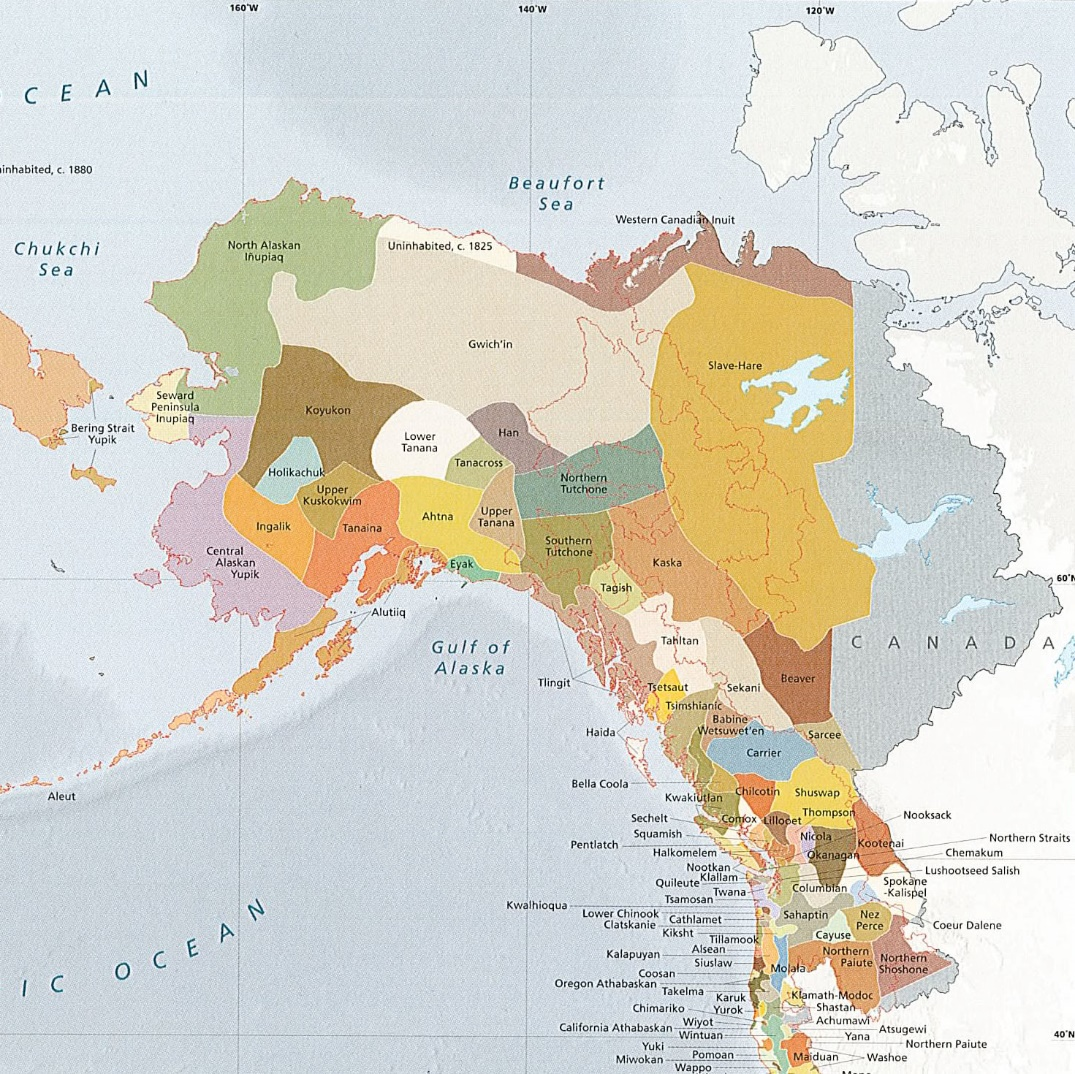 160°W
140°W
120°W
CEAN
ninhabited, c. 1880
Beaufort
Sea
Western Canadian Inuit
Chukchi
Sea
North Alaskan
Iñupiaq
Uninhabited, c. 1825
Gwich'in
Slave-Hare
Seward
Peninsula
Inupiaq
Bering Strait
Yupik
Koyukon
Lower
Tanana
Han
Tanacross
Holikachuk
Upper
Kuskokwim
Northern
Tutchone
Ingalik
Tanaina
Ahtna
Upper
Tanana
Southern
Tutchone
Central
Alaskan
Yupik
Eyak
Kaska
Tagish
60°N
Alutiiq
Gulf of
Alaska
Tahltan
CANADA
Tlingit
Tsetsaut
Sekani
Beaver
Tsimshianic
Babine
Wetsuwet'en
Sarcee
Haida
Carrier
Aleut
Bella Coola
Kwakiutlan
Chilcotin
Shuswap
Thompson
Sechelt
Comox
Lillooet
Nooksack
Squamish
Nicola
Kootenai
Northern Straits
Pentlatch
Halkomelem
Okanagan
Chemakum
Nootkan
Klallam
Lushootseed Salish
Quileute
Twana
Columbian
Spokane
-Kalispel
Tsamosan
Kwalhioqua
Lower Chinook
Cathlamet
Sahaptin
Nez
Perce
Coeur Dalene
Clatskanie
Kiksht
Cayuse
Tillamook
Alsean
Kalapuyan
Siuslaw
Molala
Northern
Paiute
Northern
Shoshone
Coosan
Oregon Athabaskan
Takelma
Klamath-Modoc
Karuk
Shastan
Chimariko
Yurok
Achumawi
Wiyot
California Athabaskan
Atsugewi
Wintuan
Yana
40°N
Yuki
Northern Paiute
Pomoan
Miwokan
Maiduan
Washoe
Wappo
IC OCEAN